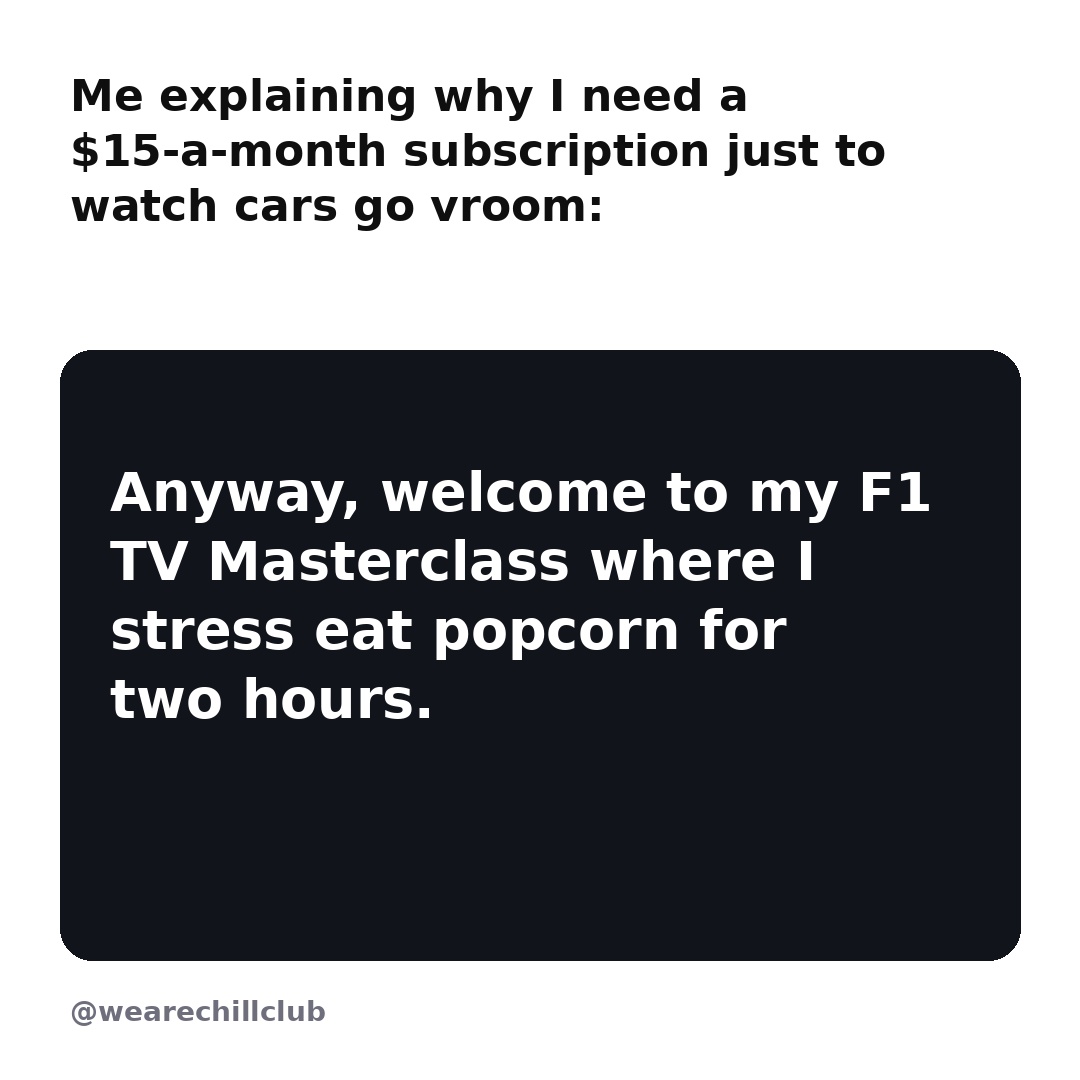 Me explaining why I need a
$15-a-month subscription just to
watch cars go vroom:
Anyway, welcome to my F1
TV Masterclass where I
stress eat popcorn for
two hours.
@wearechillclub